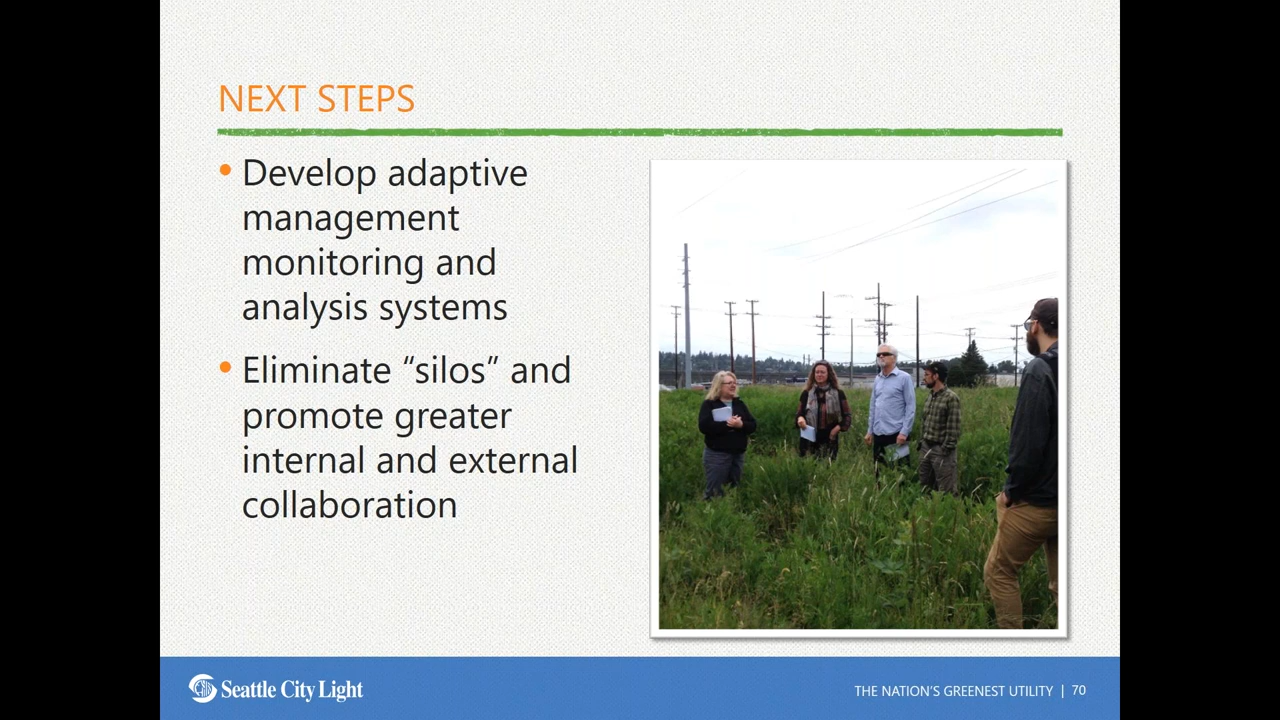 NEXT STEPS
• Develop adaptive
management
monitoring and
analysis systems
• Eliminate “silos” and
promote greater
internal and external
collaboration
Seattle City Light
THE NATION’S GREENEST UTILITY | 70